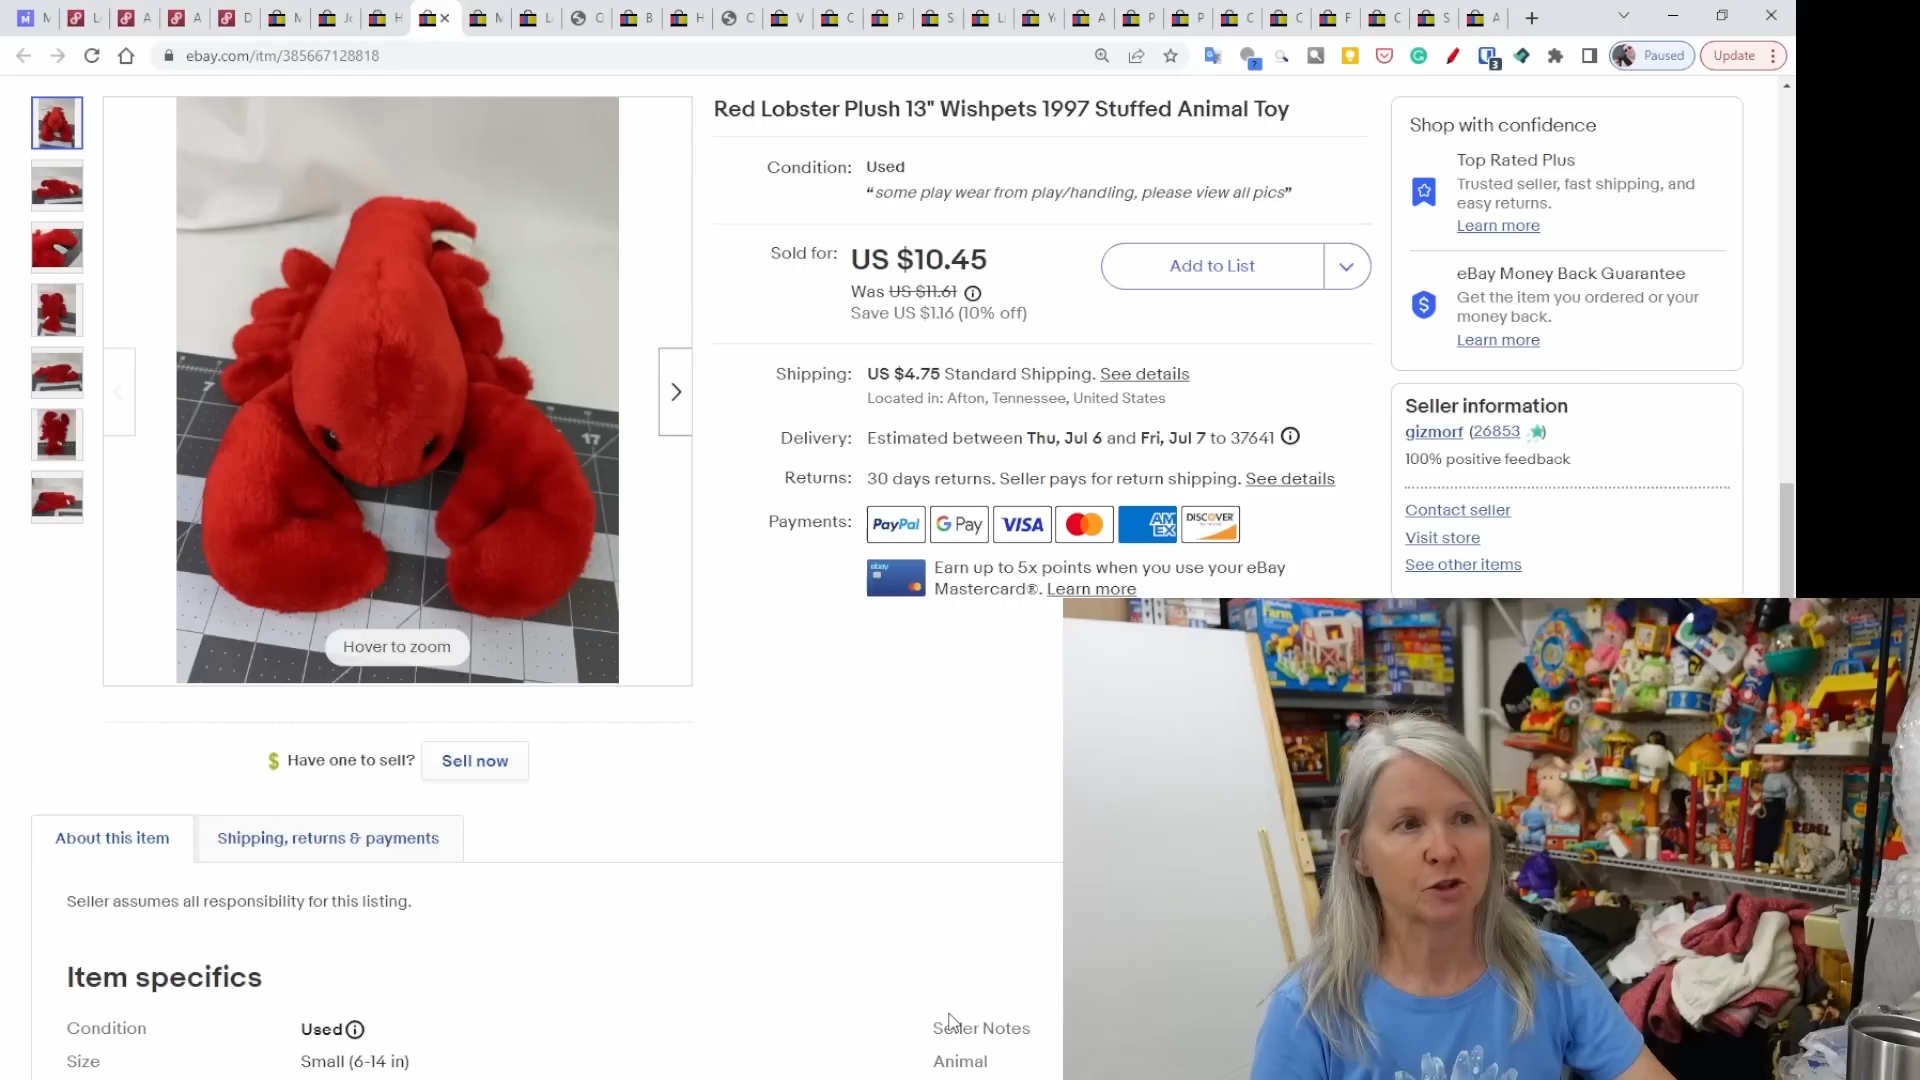 ebay.com/itm/385667128818
Paused
Update
Red Lobster Plush 13" Wishpets 1997 Stuffed Animal Toy
Condition: Used
"some play wear from play/handling, please view all pics"
Sold for: US $10.45
Was US $11.61
Save US $1.16 (10% off)
Add to List
Shipping: US $4.75 Standard Shipping. See details
Located in: Afton, Tennessee, United States
Delivery: Estimated between Thu, Jul 6 and Fri, Jul 7 to 37641
Returns: 30 days returns. Seller pays for return shipping. See details
Payments: PayPal G Pay VISA AM EX DISCOVER
ebay
Earn up to 5x points when you use your eBay
Mastercard®. Learn more
Shop with confidence
Top Rated Plus
Trusted seller, fast shipping, and
easy returns.
Learn more
eBay Money Back Guarantee
Get the item you ordered or your
money back.
Learn more
Seller information
gizmorf (26853)
100% positive feedback
Contact seller
Visit store
See other items
7
17
Hover to zoom
Have one to sell? Sell now
About this item
Shipping, returns & payments
Seller assumes all responsibility for this listing.
Item specifics
Condition
Used
Seller Notes
Size
Small (6-14 in)
Animal
Farm
REBEL